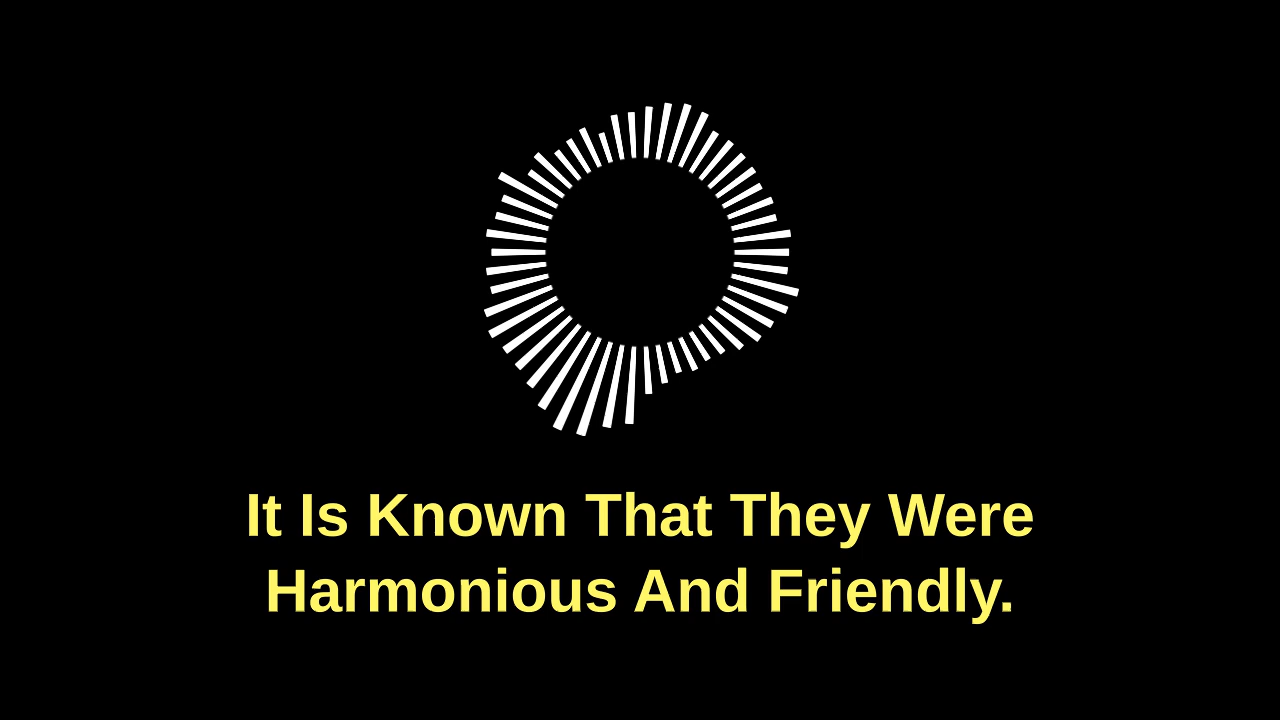 It Is Known That They Were
Harmonious And Friendly.